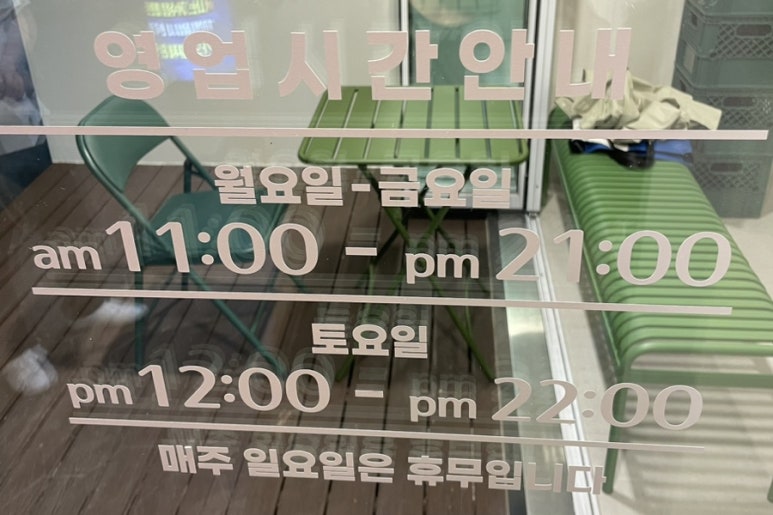 영업시간안내
월요일-금요일
am 11:00 - pm 21:00
토요일
pm 12:00 - pm 22:00
매주 일요일은 휴무입니다